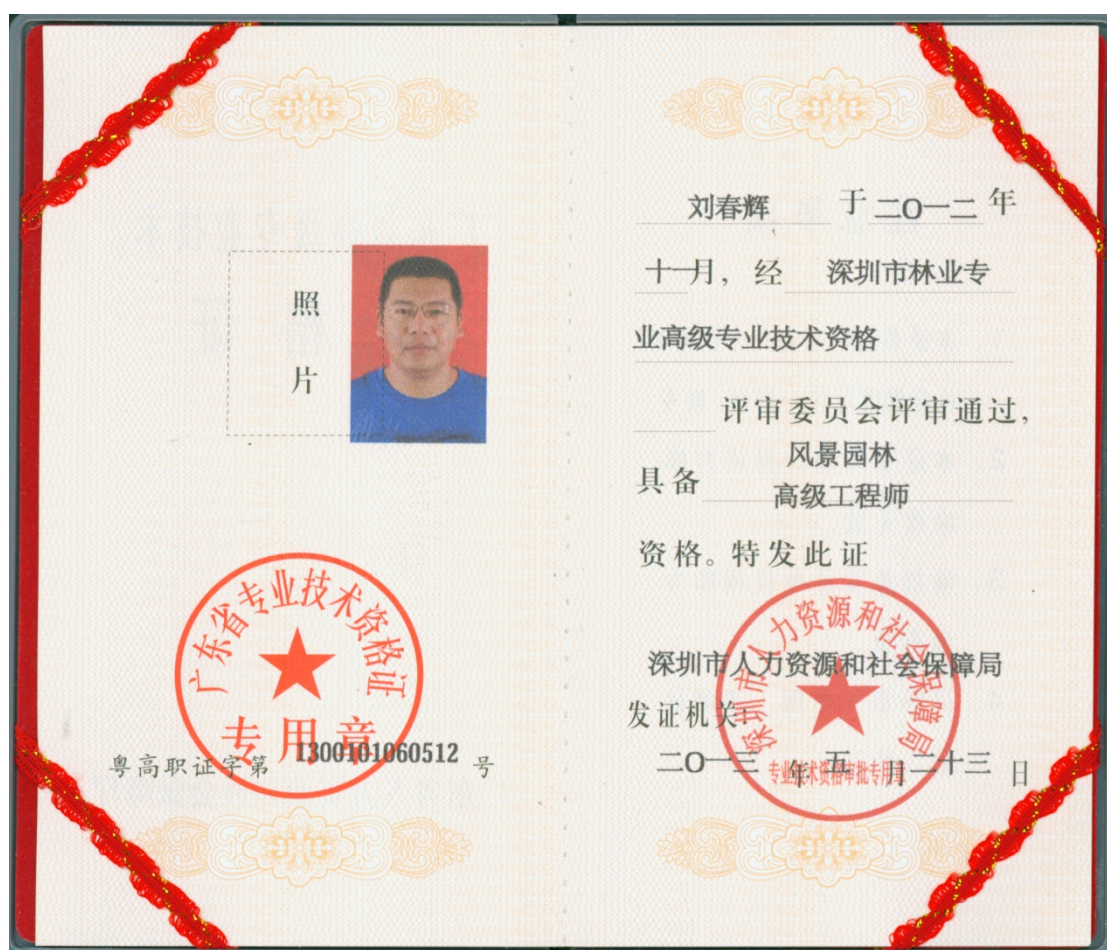 照
片
广东省专业技术资格证
专用章
粤高职证字第 1300101060512 号
刘春辉 于 二〇一二 年
十一月，经 深圳市林业专
业高级专业技术资格
评审委员会评审通过，
风景园林
具备
高级工程师
资格。特发此证
深圳市人力资源和社会保障局
深圳市人力资源和社会保障局
发证机关：
二〇一三 年 五 月 二十三 日
专业技术资格审批专用章